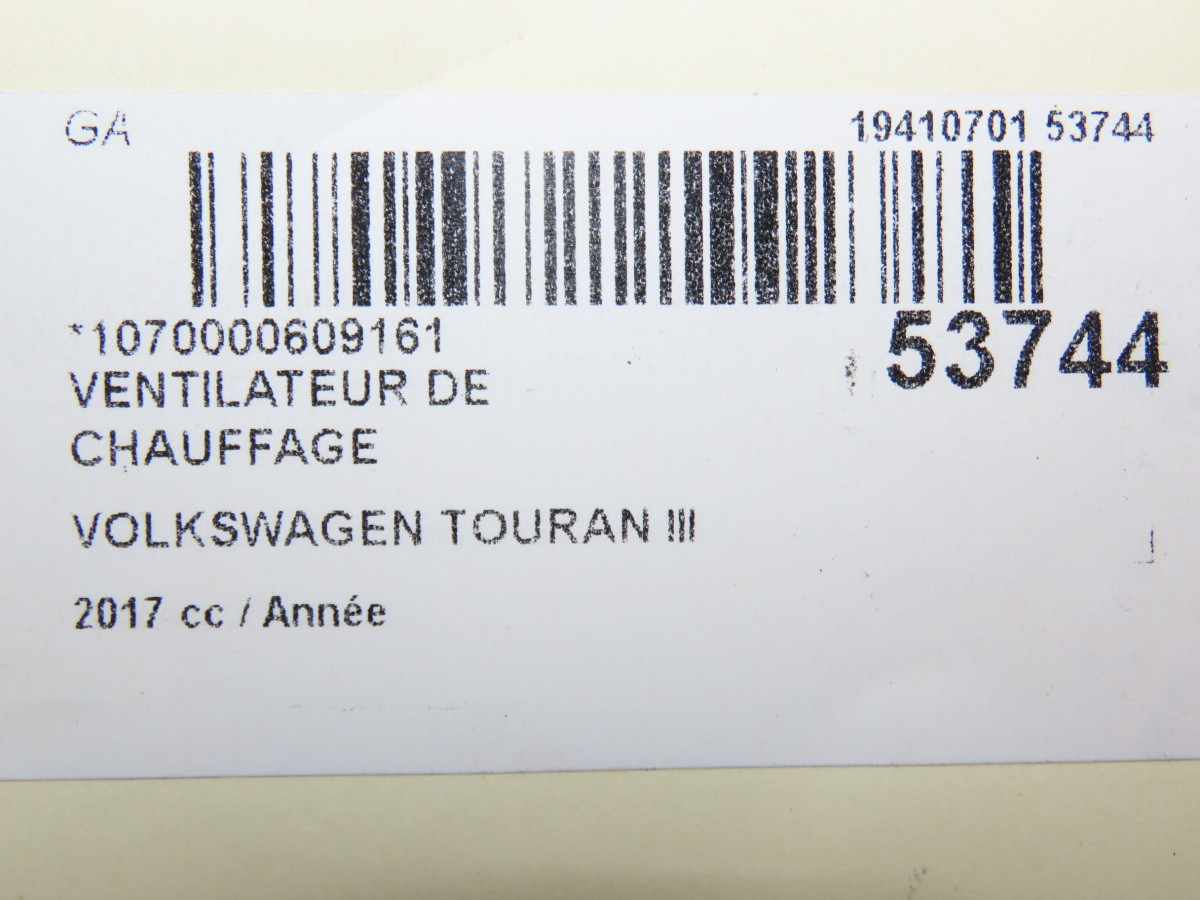 GA
19410701 53744
*1070000609161
53744
VENTILATEUR DE
CHAUFFAGE
VOLKSWAGEN TOURAN III
2017 cc / Année